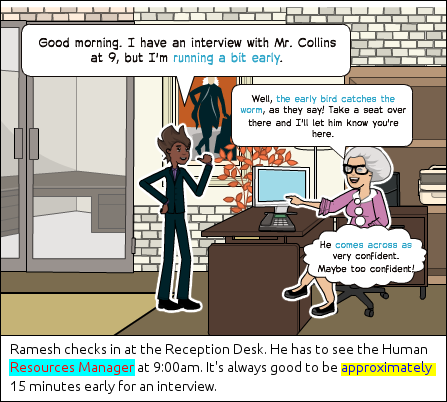 Good morning. I have an interview with Mr. Collins
at 9, but I'm running a bit early.
Well, the early bird catches the
worm, as they say! Take a seat over
there and I'll let him know you're
here.
He comes across as
very confident.
Maybe too confident!
Ramesh checks in at the Reception Desk. He has to see the Human
Resources Manager at 9:00am. It's always good to be approximately
15 minutes early for an interview.